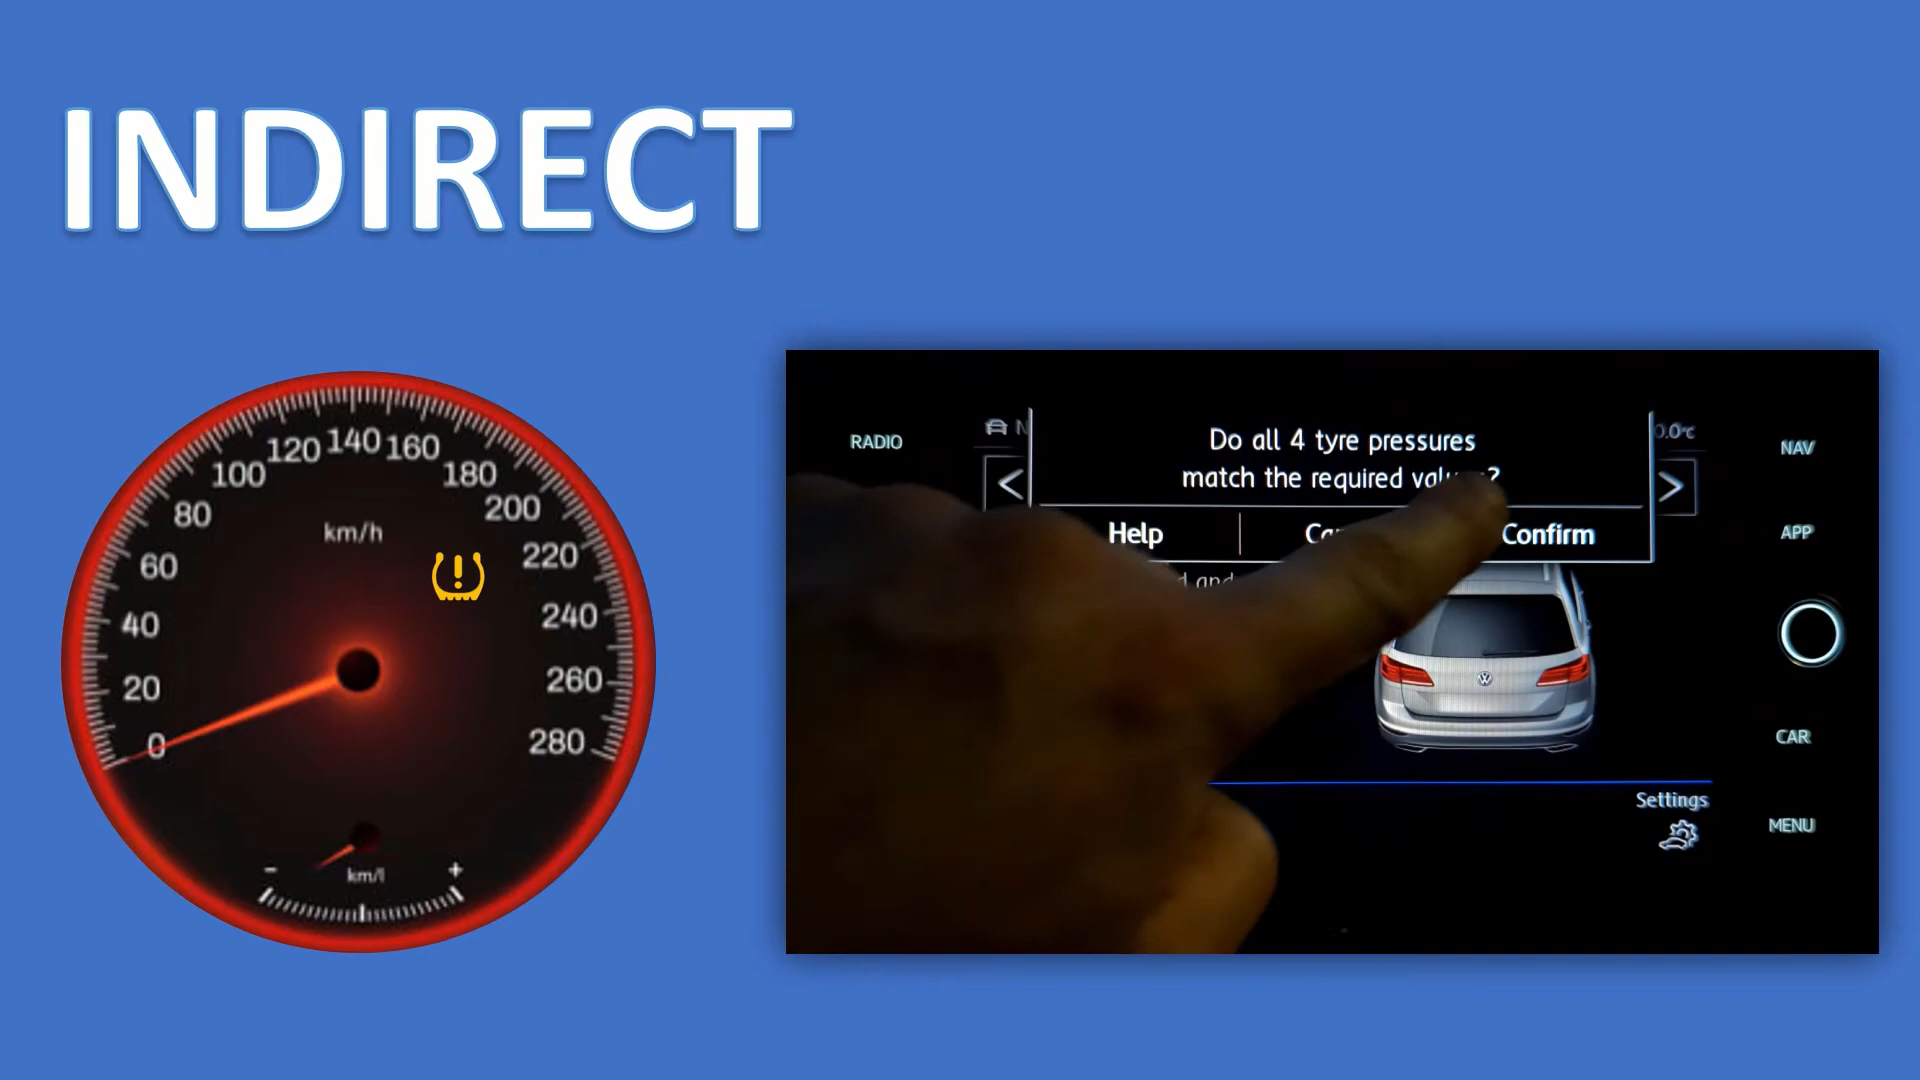 INDIRECT
120 140 160
100 180
80 200
km/h
60 220
40 240
20 260
0 280
km/l
- +
RADIO
Do all 4 tyre pressures
match the required
Help Confirm
and
0.0°c
NAV
APP
CAR
MENU
Settings